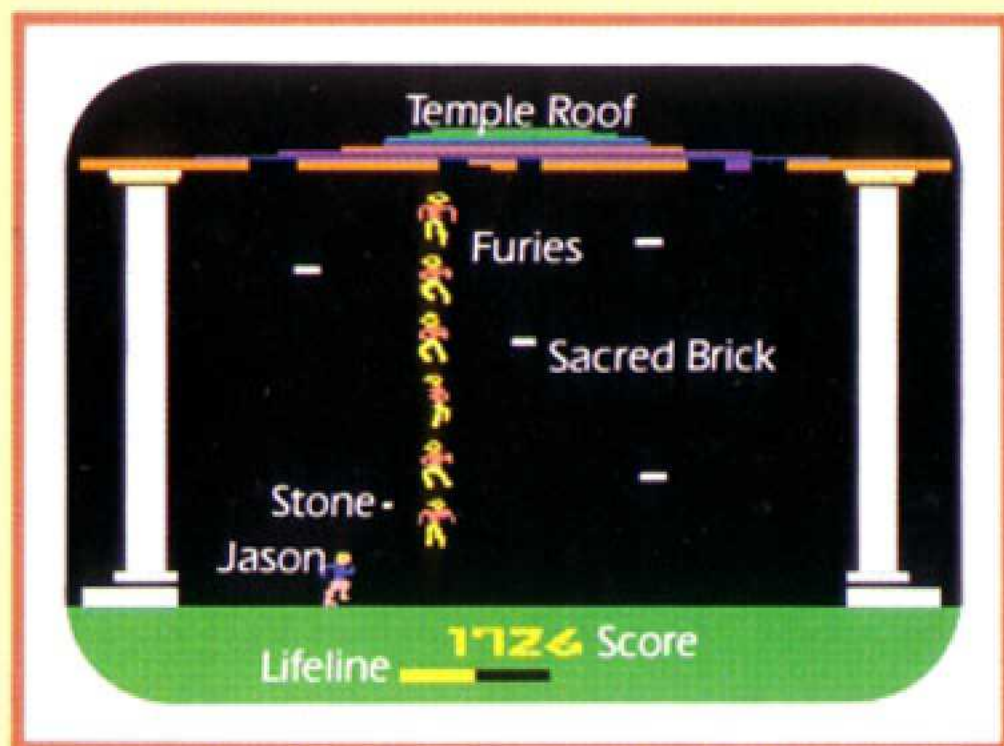 Temple Roof
Furies
Sacred Brick
Stone
Jason
1726 Score
Lifeline